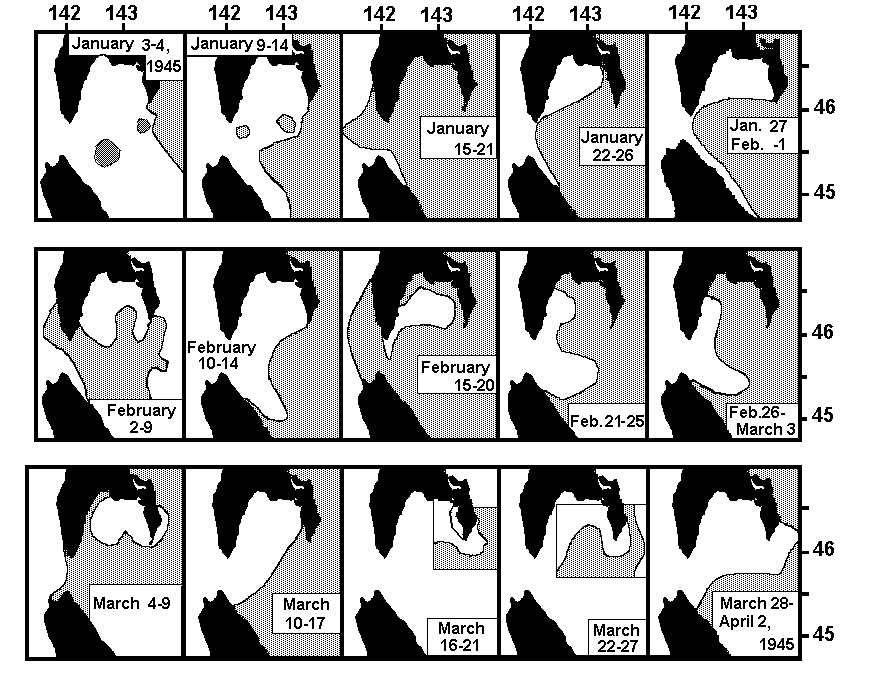 142 143 142 143 142 143 142 143 142 143
January 3-4,
1945
January 9-14
January
15-21
January
22-26
Jan. 27
Feb. -1
46
45
February
2-9
February
10-14
February
15-20
Feb.21-25
Feb.26-
March 3
46
45
March 4-9
March
10-17
March
16-21
March
22-27
March 28-
April 2,
1945
46
45